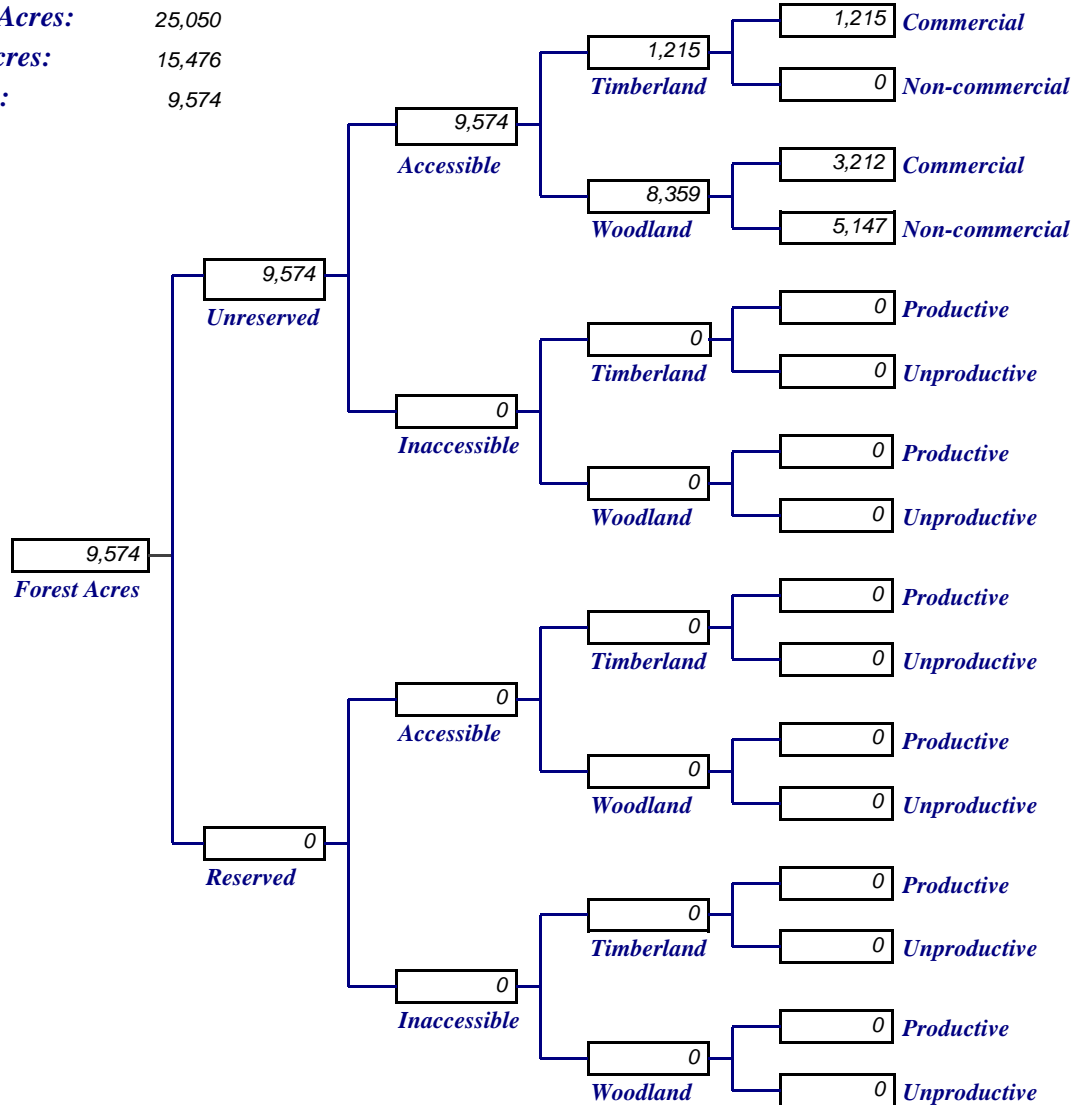 Acres: 25,050
cres: 15,476
: 9,574
1,215 Commercial
1,215
Timberland
0 Non-commercial
9,574
Accessible
3,212 Commercial
8,359
Woodland
5,147 Non-commercial
9,574
Unreserved
0 Productive
0
Timberland
0 Unproductive
0
Inaccessible
0 Productive
0
Woodland
0 Unproductive
9,574
Forest Acres
0 Productive
0
Timberland
0 Unproductive
0
Accessible
0 Productive
0
Woodland
0 Unproductive
0
Reserved
0 Productive
0
Timberland
0 Unproductive
0
Inaccessible
0 Productive
0
Woodland
0 Unproductive